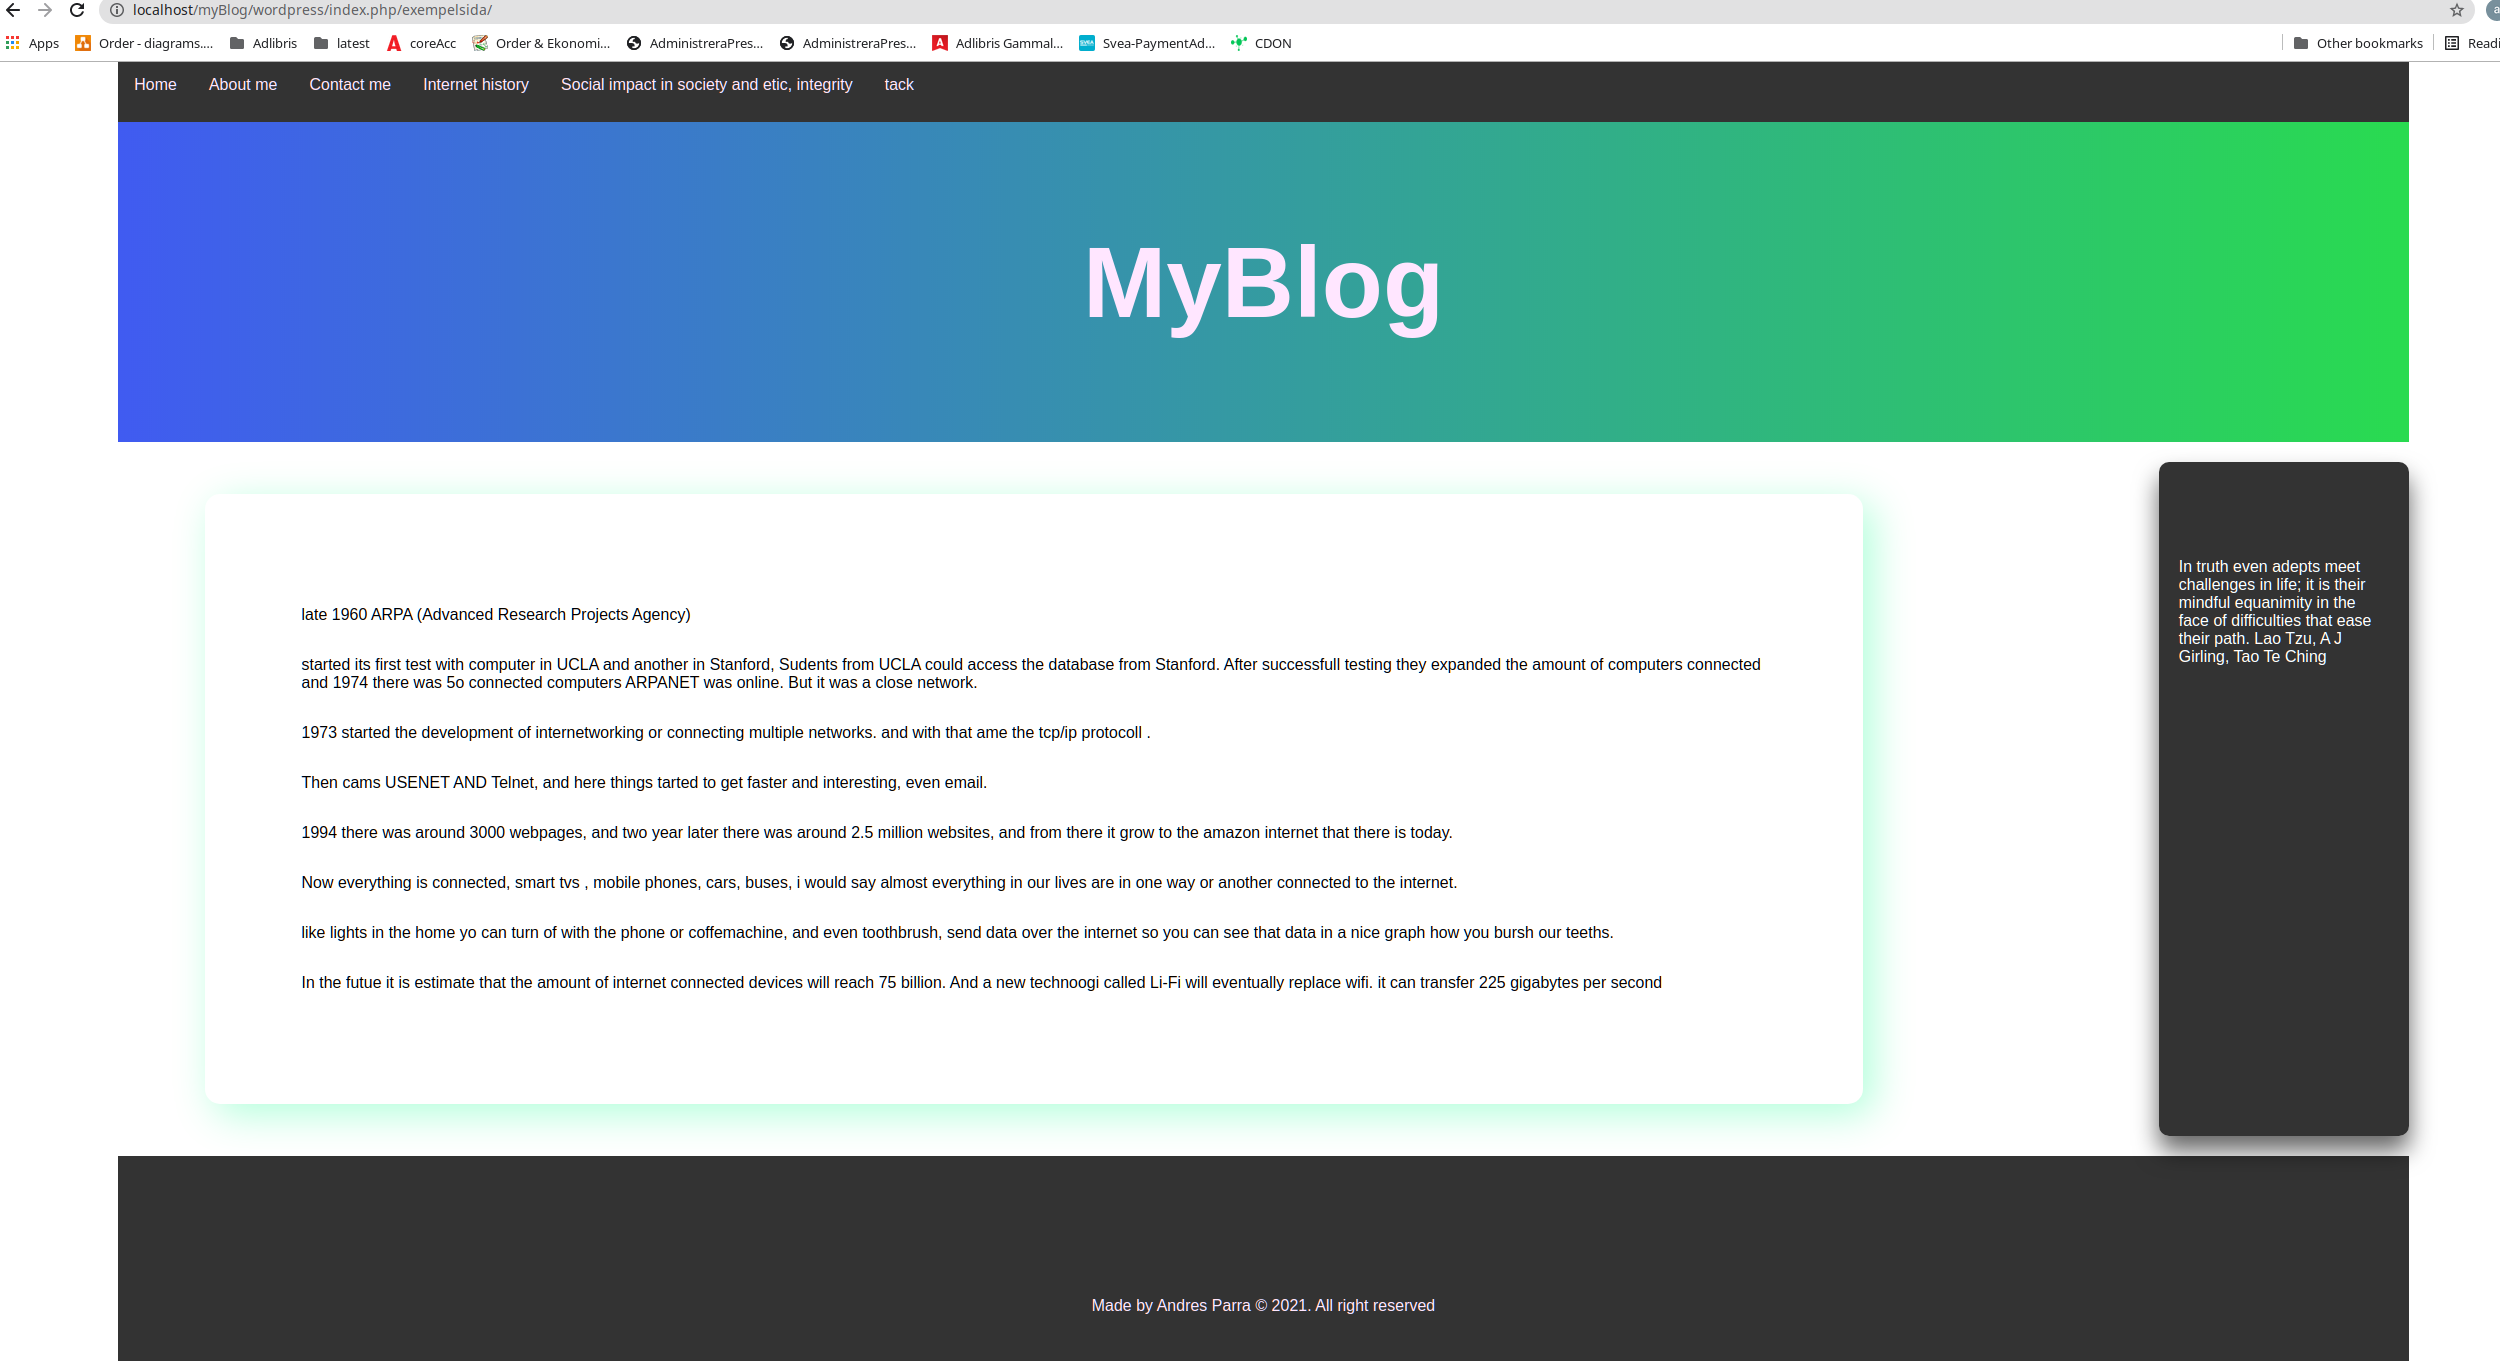 localhost/myBlog/wordpress/index.php/exempelsida/
Apps Order - diagrams.... Adlibris latest coreAcc Order & Ekonomi... AdministreraPres... AdministreraPres... Adlibris Gammal... Svea-PaymentAd... CDON Other bookmarks Readi
Home About me Contact me Internet history Social impact in society and etic, integrity tack
MyBlog
late 1960 ARPA (Advanced Research Projects Agency)
started its first test with computer in UCLA and another in Stanford, Sudents from UCLA could access the database from Stanford. After successfull testing they expanded the amount of computers connected
and 1974 there was 5o connected computers ARPANET was online. But it was a close network.
1973 started the development of internetworking or connecting multiple networks. and with that ame the tcp/ip protocoll .
Then cams USENET AND Telnet, and here things tarted to get faster and interesting, even email.
1994 there was around 3000 webpages, and two year later there was around 2.5 million websites, and from there it grow to the amazon internet that there is today.
Now everything is connected, smart tvs , mobile phones, cars, buses, i would say almost everything in our lives are in one way or another connected to the internet.
like lights in the home yo can turn of with the phone or coffemachine, and even toothbrush, send data over the internet so you can see that data in a nice graph how you bursh our teeths.
In the futue it is estimate that the amount of internet connected devices will reach 75 billion. And a new technoogi called Li-Fi will eventually replace wifi. it can transfer 225 gigabytes per second
In truth even adepts meet
challenges in life; it is their
mindful equanimity in the
face of difficulties that ease
their path. Lao Tzu, A J
Girling, Tao Te Ching
Made by Andres Parra © 2021. All right reserved